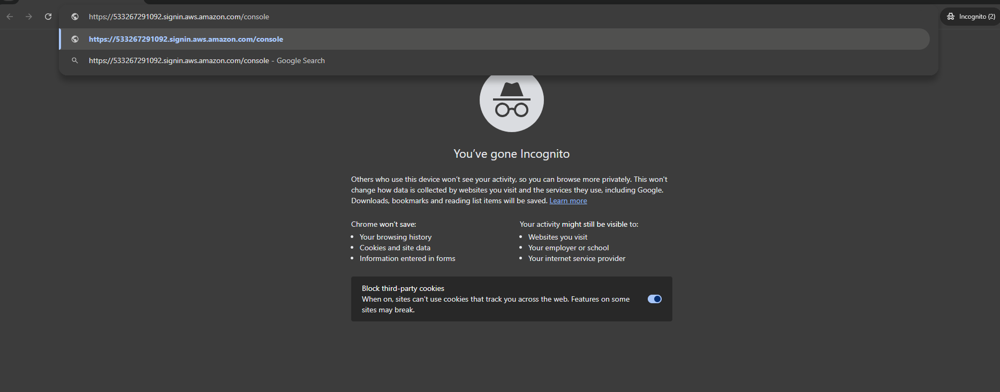 https://533267291092.signin.aws.amazon.com/console
Incognito (2)
https://533267291092.signin.aws.amazon.com/console
https://533267291092.signin.aws.amazon.com/console - Google Search
You’ve gone Incognito
Others who use this device won’t see your activity, so you can browse more privately. This won't
change how data is collected by websites you visit and the services they use, including Google.
Downloads, bookmarks and reading list items will be saved. Learn more
Chrome won’t save:
Your browsing history
Cookies and site data
Information entered in forms
Your activity might still be visible to:
Websites you visit
Your employer or school
Your internet service provider
Block third-party cookies
When on, sites can't use cookies that track you across the web. Features on some
sites may break.